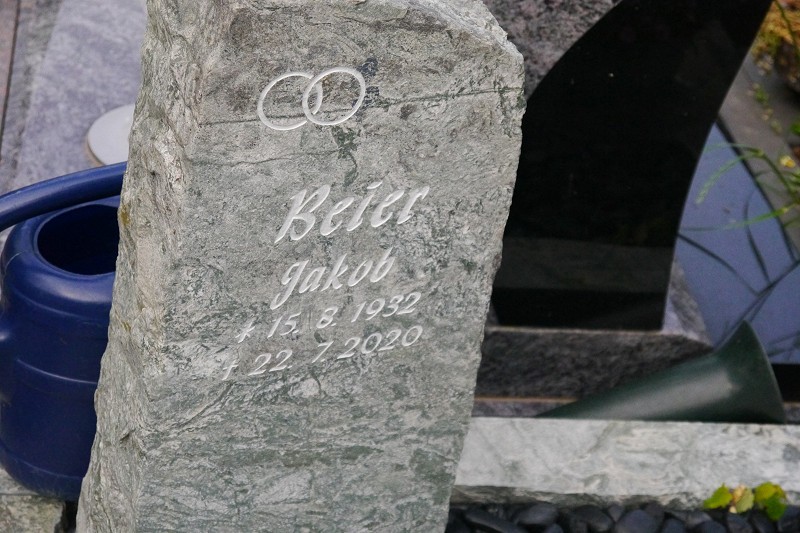 Beier
Jakob
* 15. 8. 1932
† 22. 7. 2020